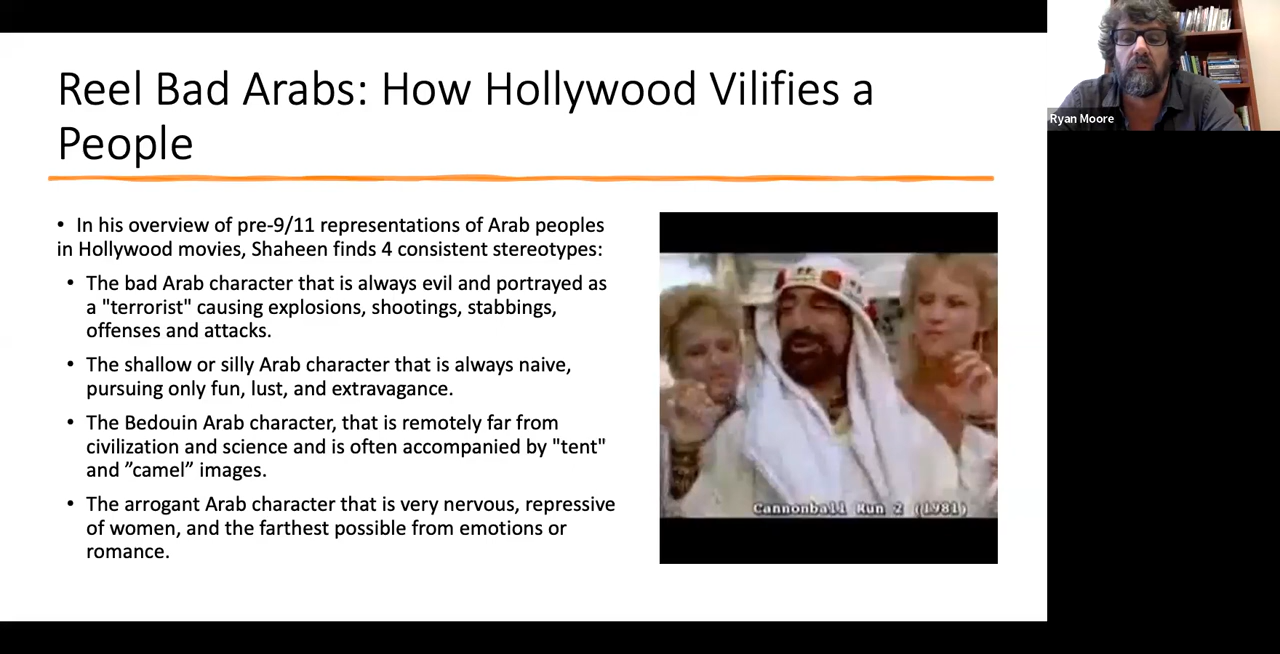 Reel Bad Arabs: How Hollywood Vilifies a
People
• In his overview of pre-9/11 representations of Arab peoples
in Hollywood movies, Shaheen finds 4 consistent stereotypes:
• The bad Arab character that is always evil and portrayed as
a "terrorist" causing explosions, shootings, stabbings,
offenses and attacks.
• The shallow or silly Arab character that is always naive,
pursuing only fun, lust, and extravagance.
• The Bedouin Arab character, that is remotely far from
civilization and science and is often accompanied by "tent"
and ”camel” images.
• The arrogant Arab character that is very nervous, repressive
of women, and the farthest possible from emotions or
romance.
Cannonball Run 2 (1981)
Ryan Moore